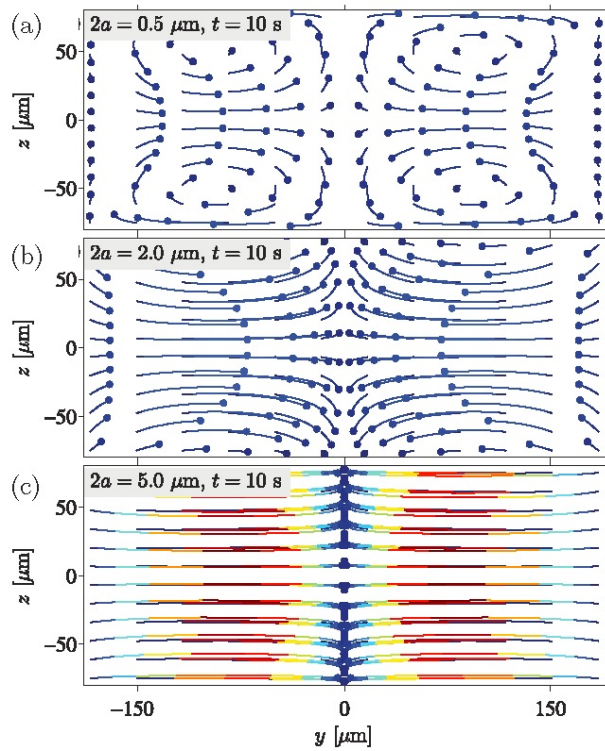 (a)
2a = 0.5 μm, t = 10 s
50
0
−50
z [μm]
(b)
2a = 2.0 μm, t = 10 s
50
0
−50
z [μm]
(c)
2a = 5.0 μm, t = 10 s
50
0
−50
z [μm]
−150
0
150
y [μm]